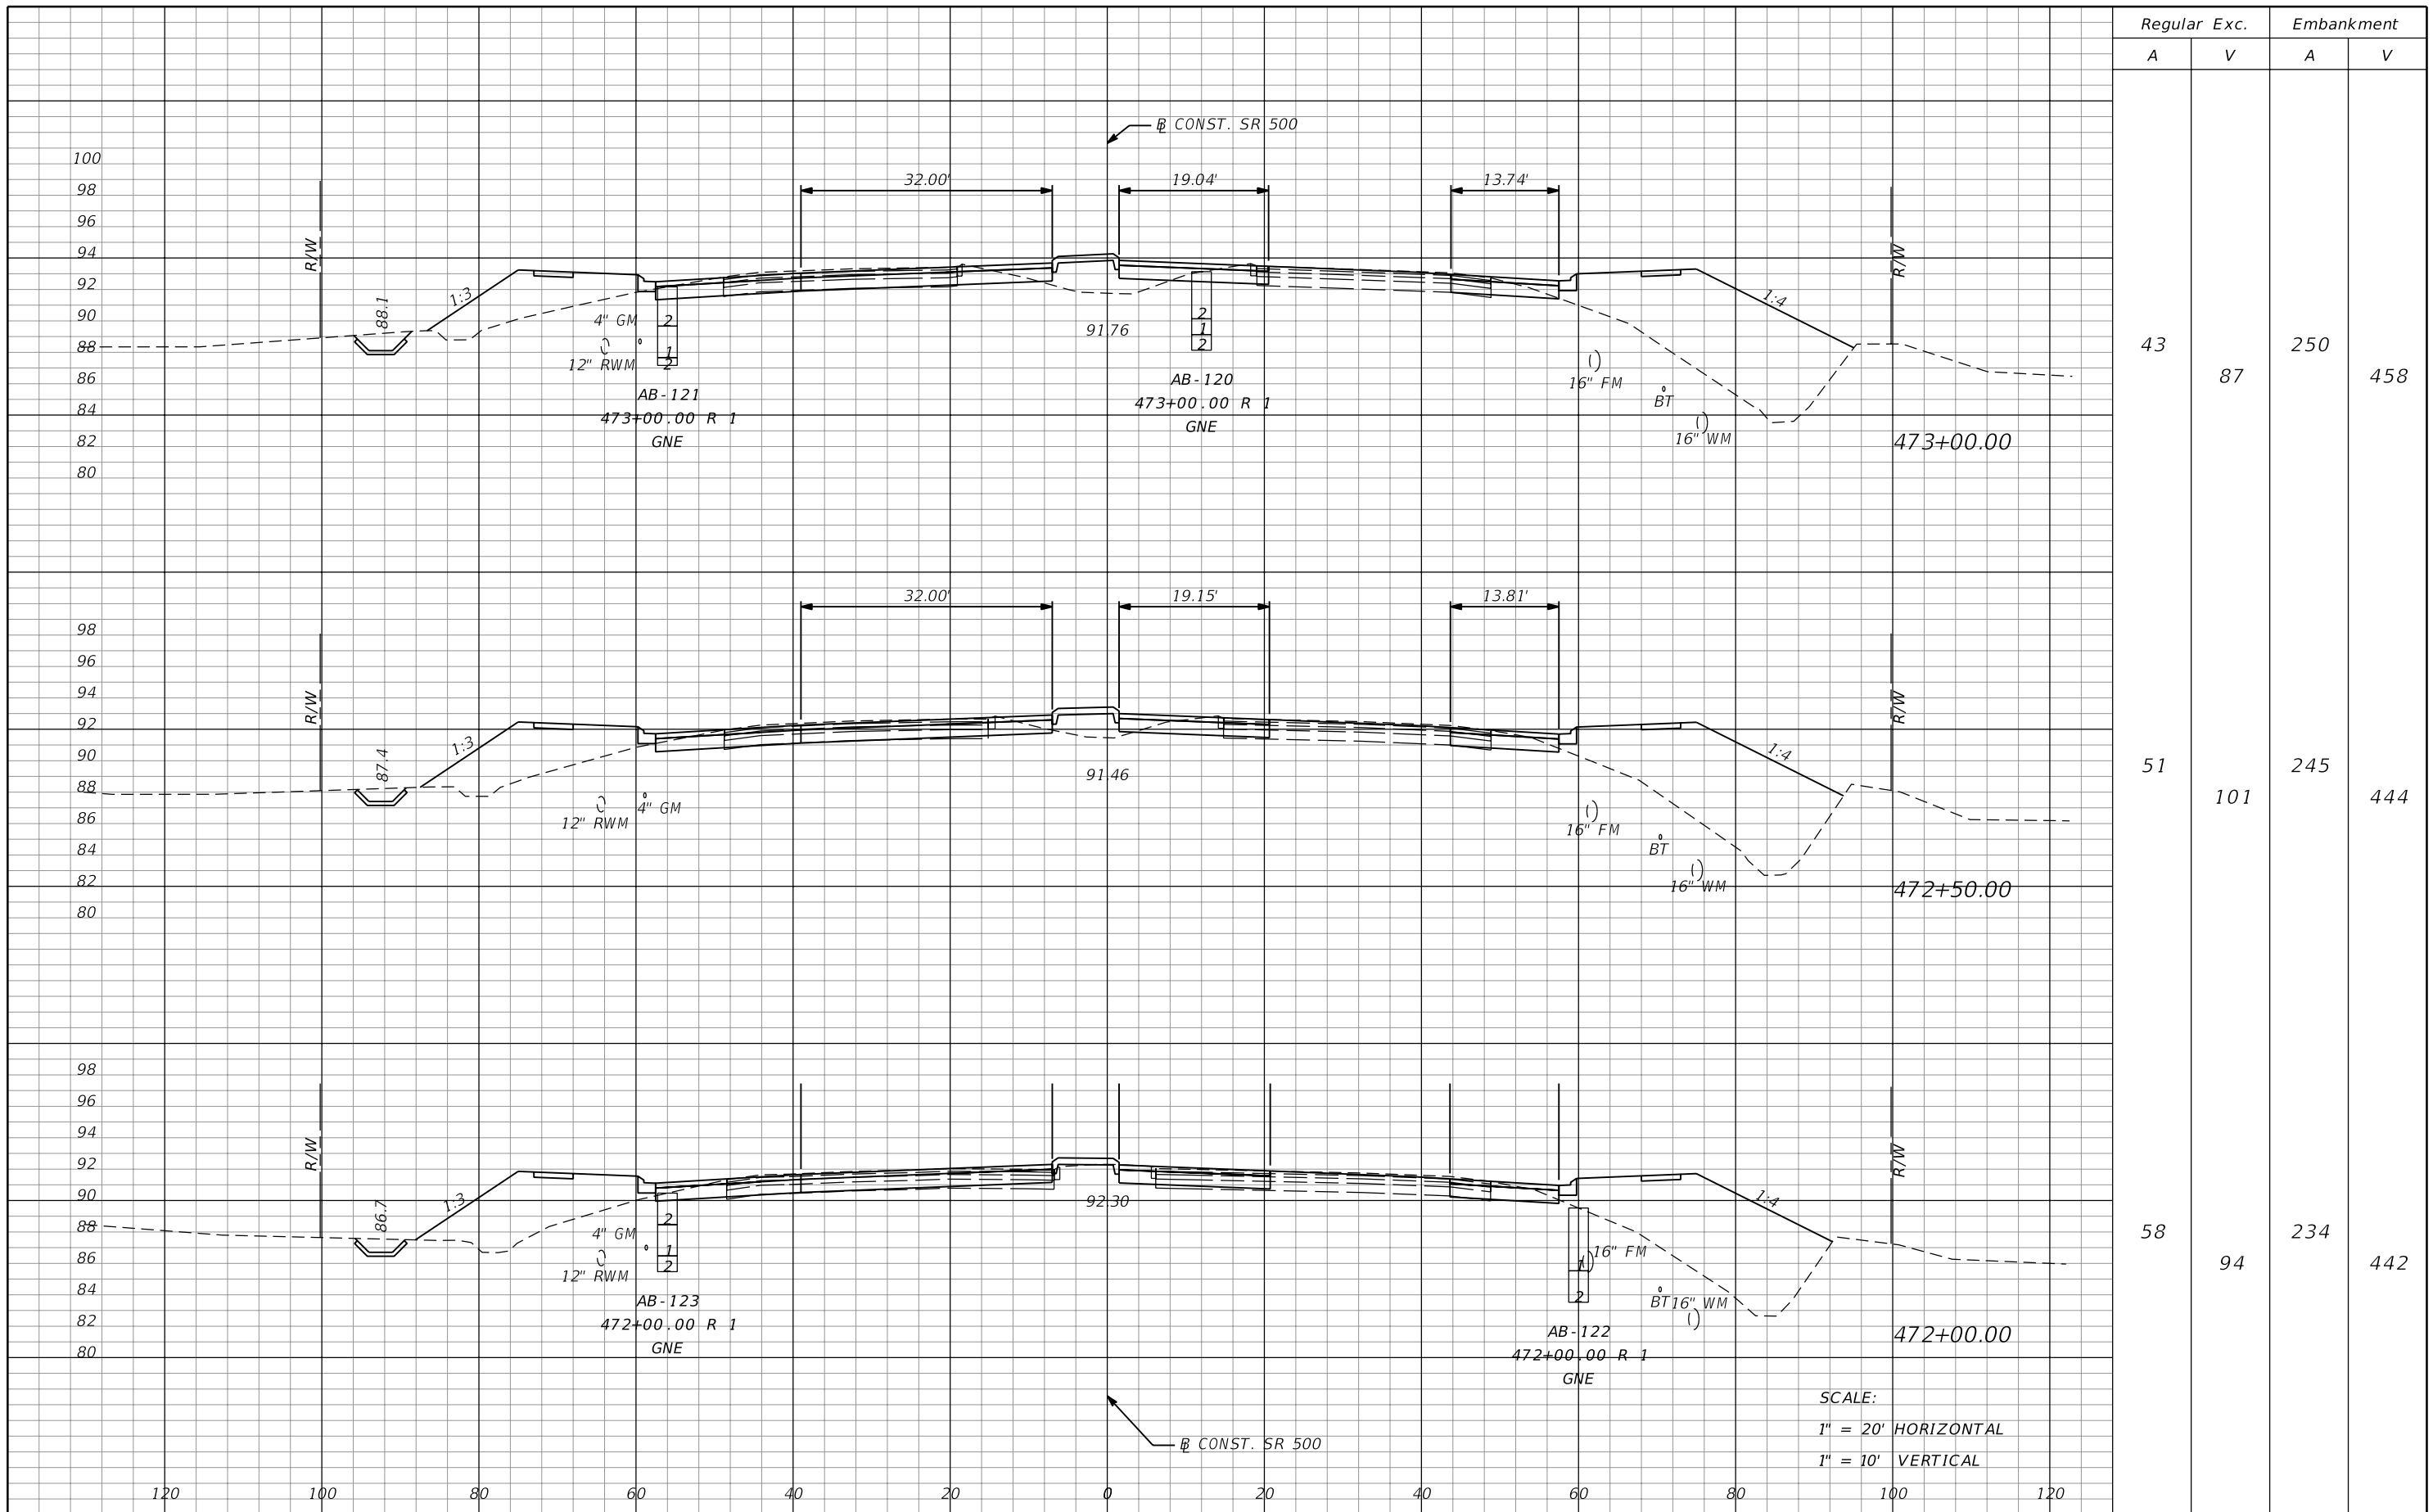 Regular Exc. Embankment
A V A V
℄ CONST. SR 500
100
98
96
94
92
90
88
86
84
82
80
R/W
32.00'
19.04'
13.74'
R/W
1:3
88.1
4" GM
12" RWM
2
1
2
AB-121
473+00.00 R 1
GNE
91.76
2
1
2
AB-120
473+00.00 R 1
GNE
1:4
16" FM
BT
16" WM
473+00.00
43 87 250 458
98
96
94
92
90
88
86
84
82
80
R/W
32.00'
19.15'
13.81'
R/W
1:3
87.4
12" RWM
4" GM
91.46
1:4
16" FM
BT
16" WM
472+50.00
51 101 245 444
98
96
94
92
90
88
86
84
82
80
R/W
R/W
1:3
86.7
4" GM
12" RWM
2
1
2
AB-123
472+00.00 R 1
GNE
92.30
1:4
16" FM
1
2
BT
16" WM
AB-122
472+00.00 R 1
GNE
472+00.00
58 94 234 442
℄ CONST. SR 500
SCALE:
1" = 20' HORIZONTAL
1" = 10' VERTICAL
120 100 80 60 40 20 0 20 40 60 80 100 120